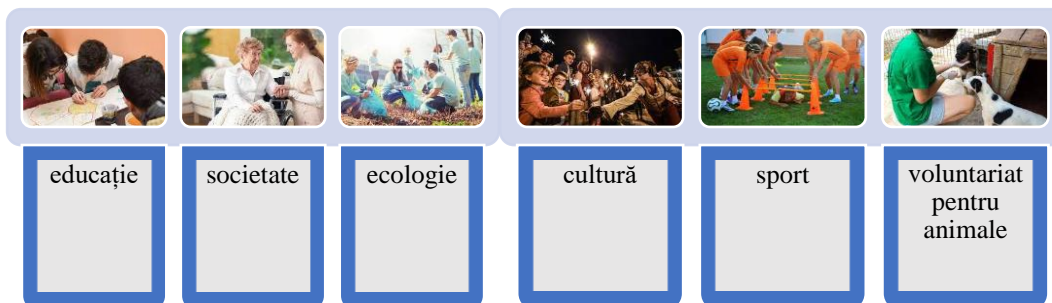 educație
societate
ecologie
cultură
sport
voluntariat
pentru
animale